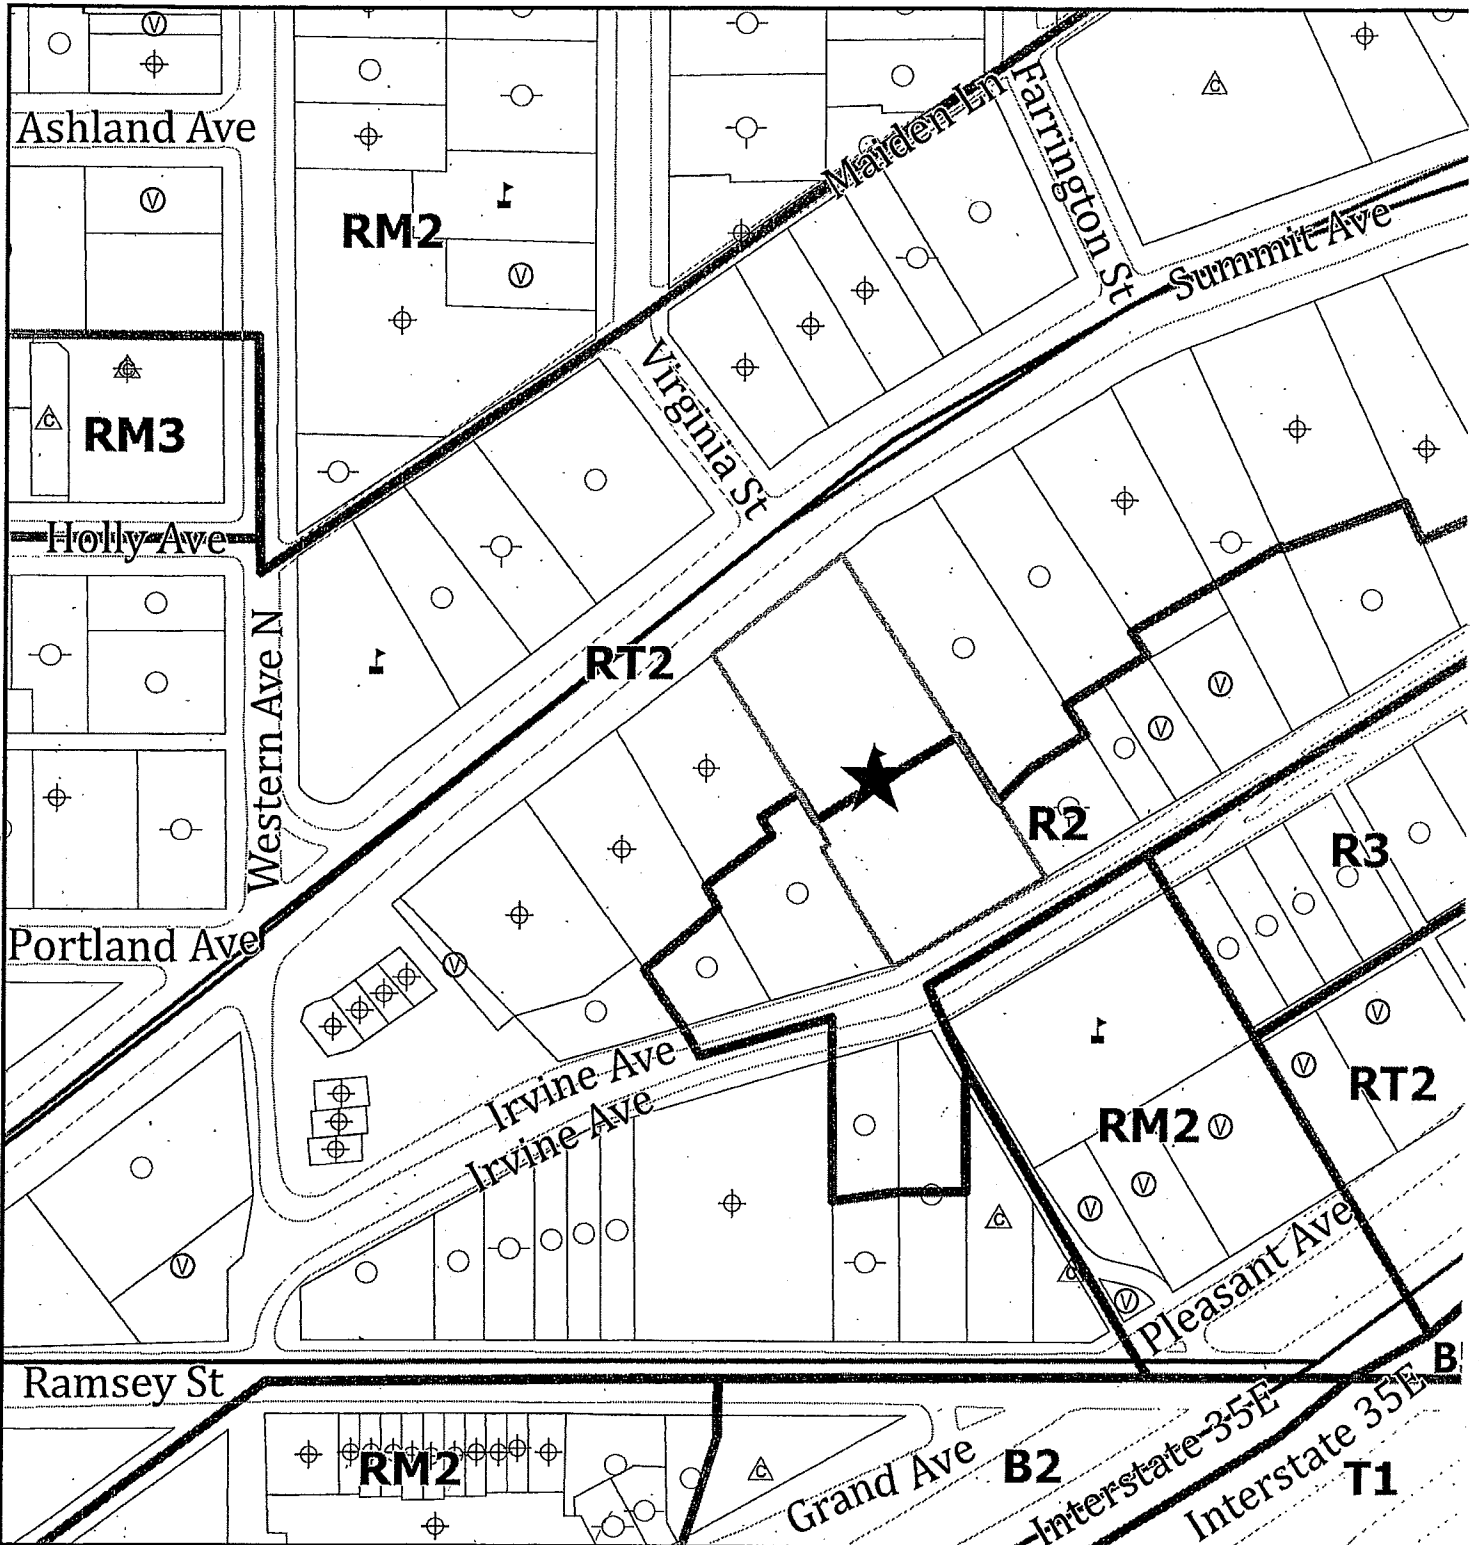 V
Ashland Ave
C
Maiden Ln
Farrington St
V
RM2
Summit Ave
V
C
C
RM3
Virginia St
Holly Ave
Western Ave N
RT2
V
V
R2
R3
Portland Ave
V
V
Irvine Ave
Irvine Ave
V
RT2
RM2
V
V
V
C
V
C
V
Pleasant Ave
Ramsey St
B
RM2
C
Grand Ave
B2
Interstate 35E
Interstate 35E
T1